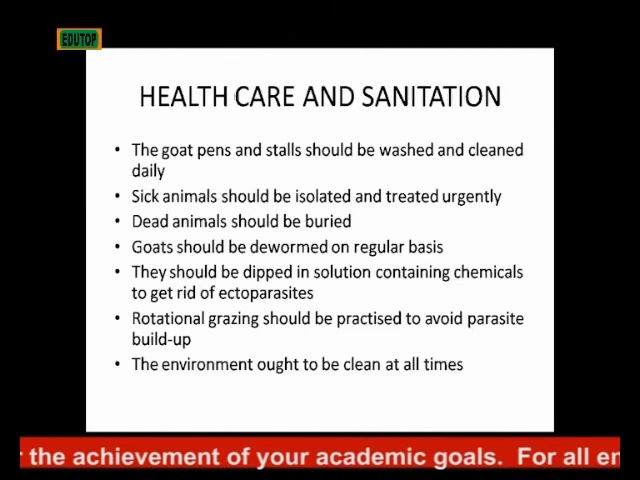 EDUTOP
HEALTH CARE AND SANITATION
• The goat pens and stalls should be washed and cleaned
daily
• Sick animals should be isolated and treated urgently
• Dead animals should be buried
• Goats should be dewormed on regular basis
• They should be dipped in solution containing chemicals
to get rid of ectoparasites
• Rotational grazing should be practised to avoid parasite
build-up
• The environment ought to be clean at all times
the achievement of your academic goals. For all